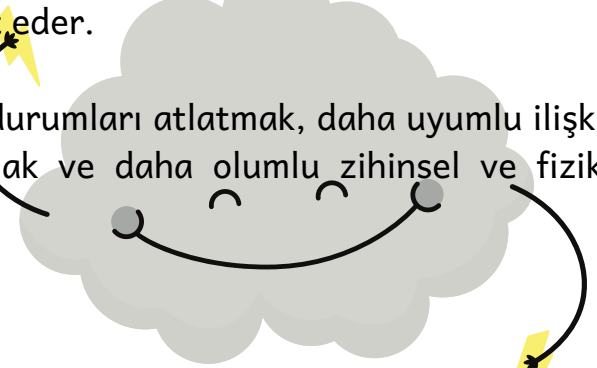 eder.
durumları atlatmak, daha uyumlu ilişk
ak ve daha olumlu zihinsel ve fizik